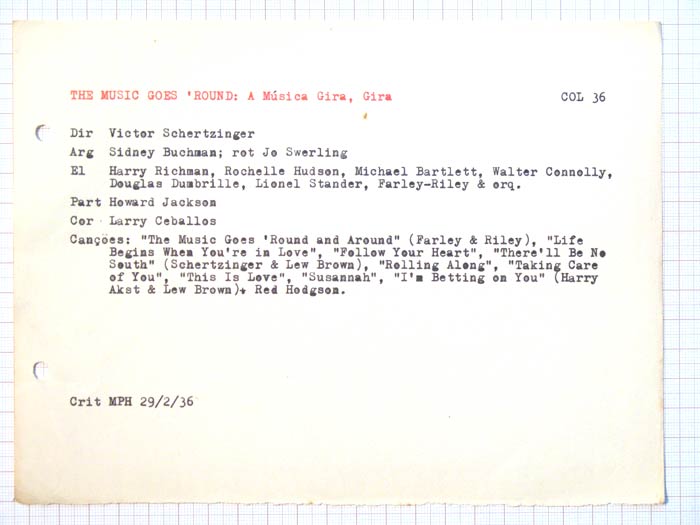 THE MUSIC GOES 'ROUND: A Música Gira, Gira COL 36
Dir Victor Schertzinger
Arg Sidney Buchman; rot Jo Swerling
El Harry Richman, Rochelle Hudson, Michael Bartlett, Walter Connolly,
Douglas Dumbrille, Lionel Stander, Farley-Riley & orq.
Part Howard Jackson
Cor Larry Ceballos
Canções: "The Music Goes 'Round and Around" (Farley & Riley), "Life
Begins When You're in Love", "Follow Your Heart", "There'll Be No
South" (Schertzinger & Lew Brown), "Rolling Along", "Taking Care
of You", "This Is Love", "Susannah", "I'm Betting on You" (Harry
Akst & Lew Brown)+ Red Hodgson.
Crit MPH 29/2/36